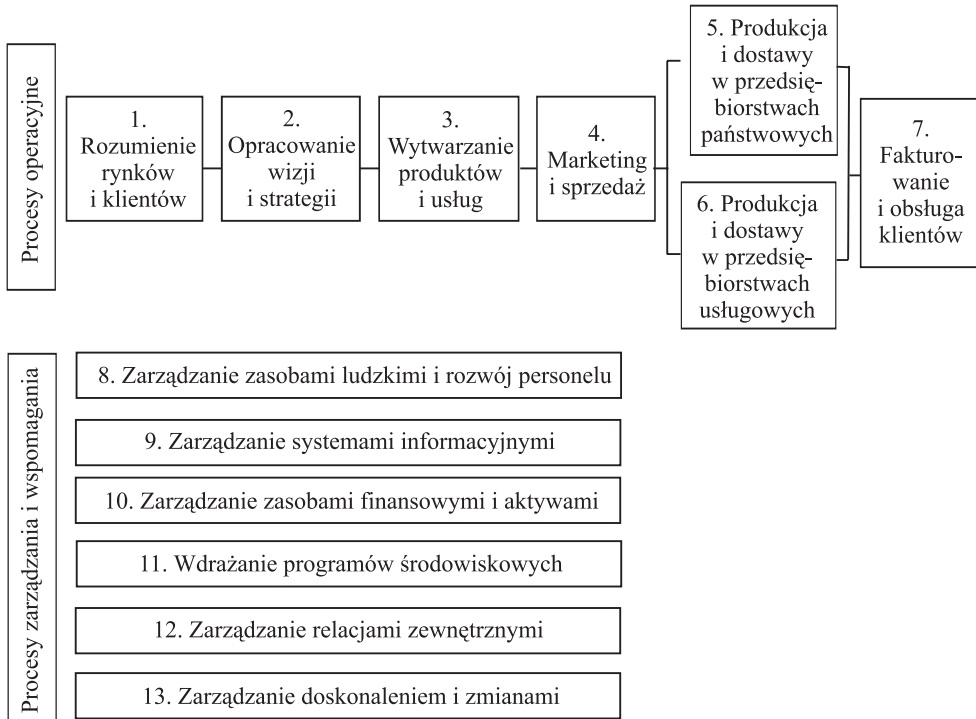 Procesy operacyjne
1.
Rozumienie
rynków
i klientów
2.
Opracowanie
wizji
i strategii
3.
Wytwarzanie
produktów
i usług
4.
Marketing
i sprzedaż
5. Produkcja
i dostawy
w przedsię-
biorstwach
państwowych
6. Produkcja
i dostawy
w przedsię-
biorstwach
usługowych
7.
Fakturo-
wanie
i obsługa
klientów
Procesy zarządzania i wspomagania
8. Zarządzanie zasobami ludzkimi i rozwój personelu
9. Zarządzanie systemami informacyjnymi
10. Zarządzanie zasobami finansowymi i aktywami
11. Wdrażanie programów środowiskowych
12. Zarządzanie relacjami zewnętrznymi
13. Zarządzanie doskonaleniem i zmianami